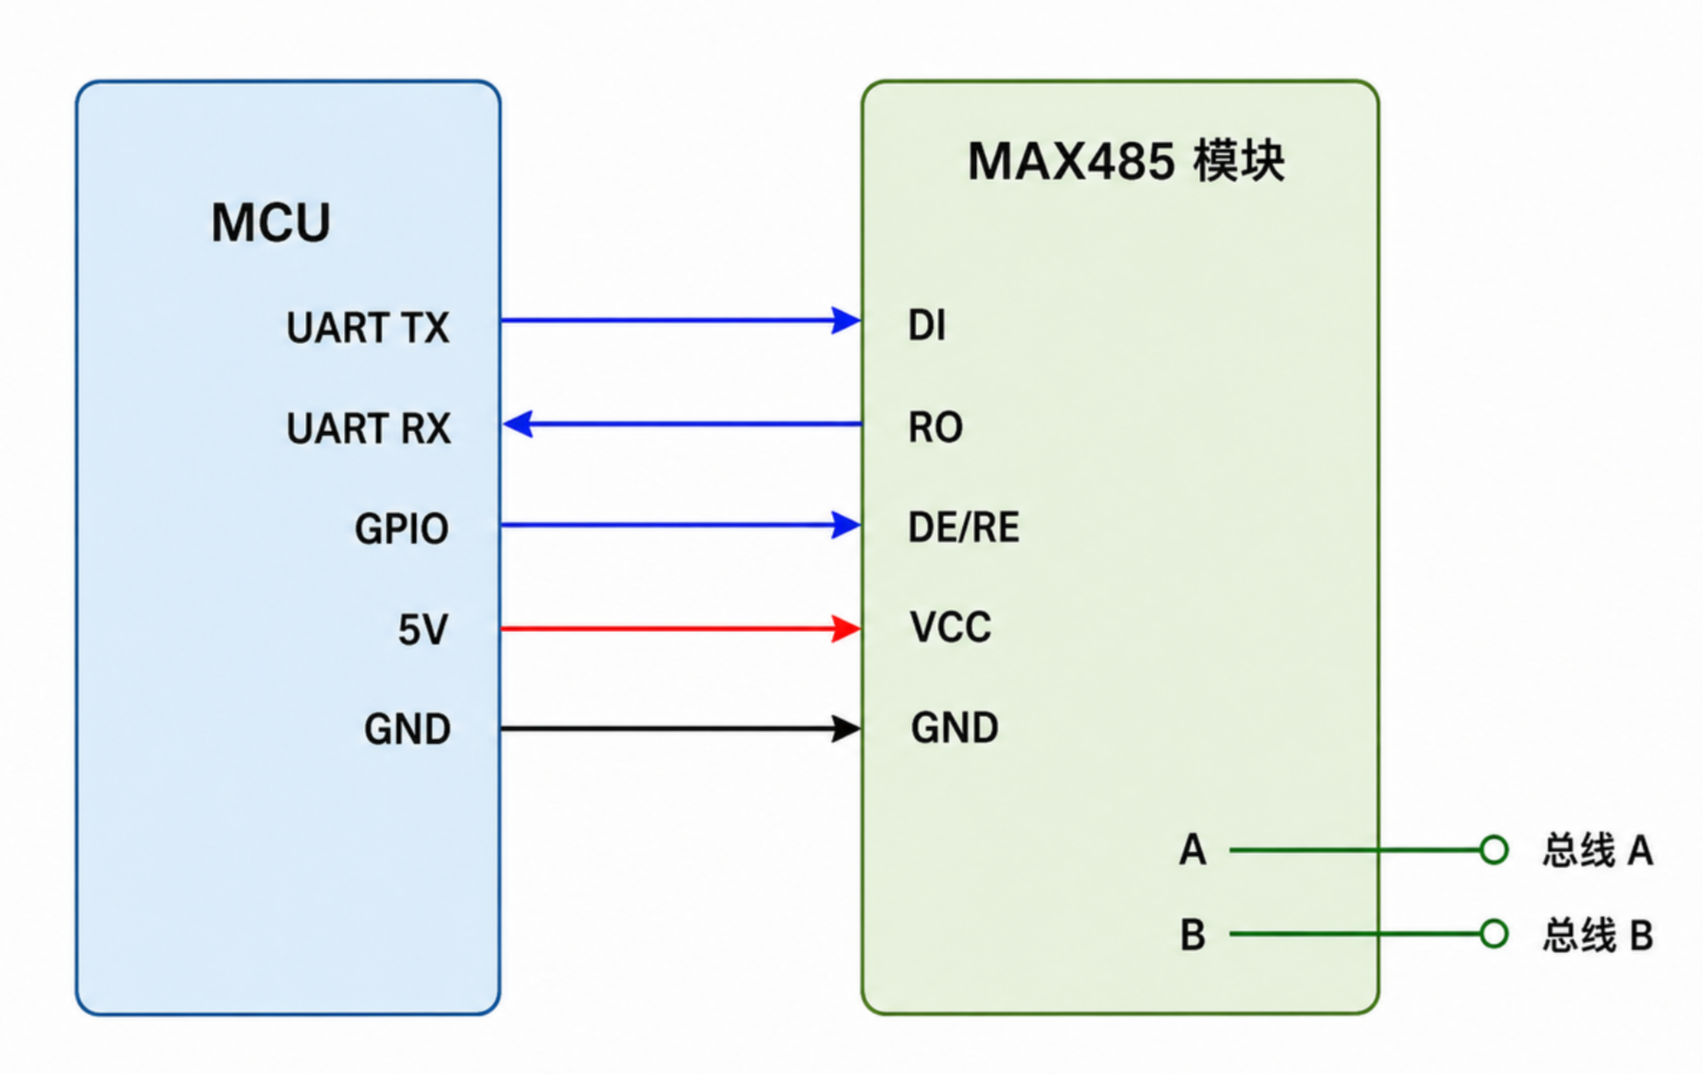 MCU
UART TX
UART RX
GPIO
5V
GND
MAX485 模块
DI
RO
DE/RE
VCC
GND
A
B
总线 A
总线 B